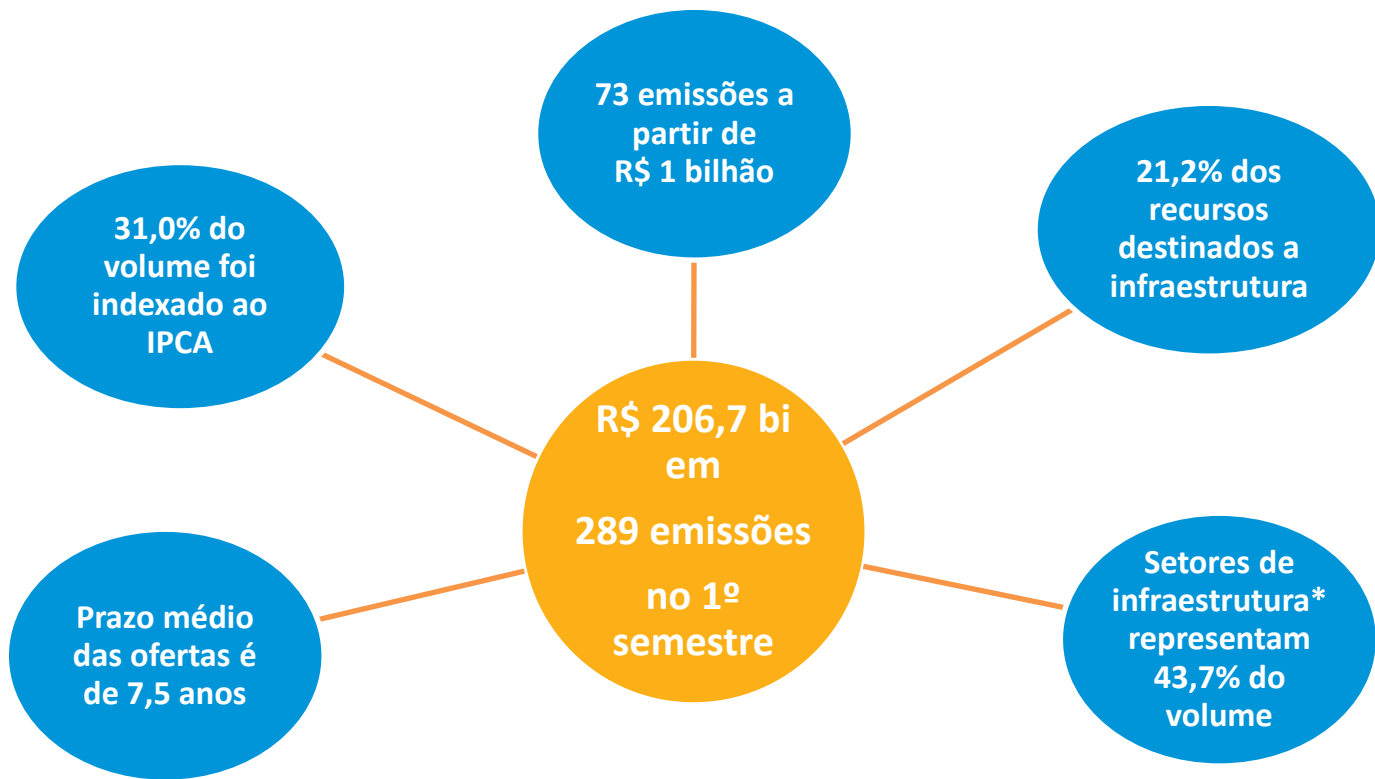 73 emissões a
partir de
R$ 1 bilhão
21,2% dos
recursos
destinados a
infraestrutura
31,0% do
volume foi
indexado ao
IPCA
R$ 206,7 bi
em
289 emissões
no 1º
semestre
Setores de
infraestrutura*
representam
43,7% do
volume
Prazo médio
das ofertas é
de 7,5 anos